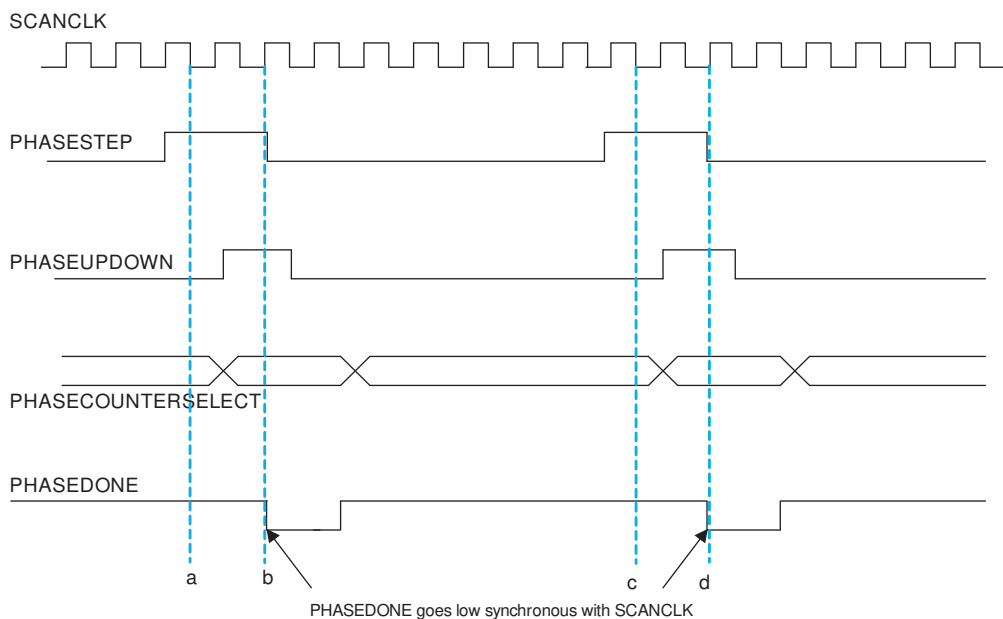 SCANCLK
PHASESTEP
PHASEUPDOWN
PHASECOUNTERSELECT
PHASEDONE
a b c d
PHASEDONE goes low synchronous with SCANCLK